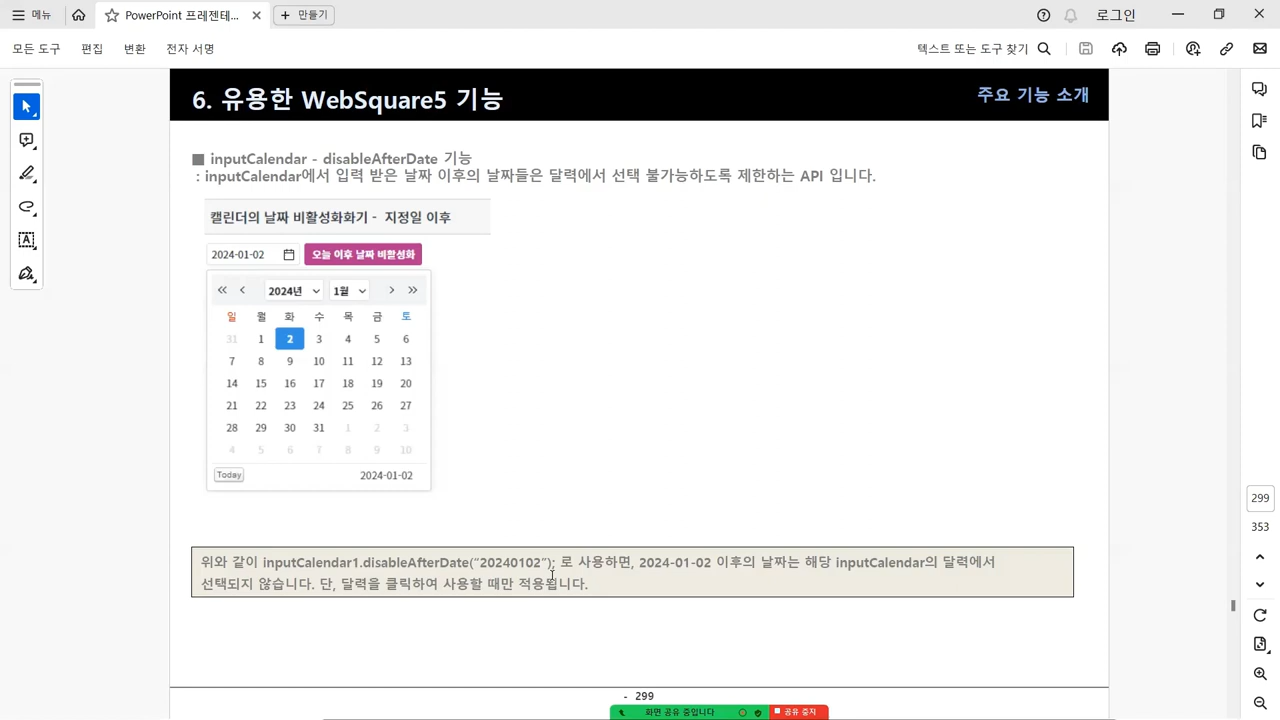 메뉴
PowerPoint 프레젠테...
만들기
로그인
모든 도구
편집
변환
전자 서명
텍스트 또는 도구 찾기
6. 유용한 WebSquare5 기능
주요 기능 소개
■ inputCalendar - disableAfterDate 기능
: inputCalendar에서 입력 받은 날짜 이후의 날짜들은 달력에서 선택 불가능하도록 제한하는 API 입니다.
캘린더의 날짜 비활성화화기 - 지정일 이후
2024-01-02
오늘 이후 날짜 비활성화
2024년 1월
일 월 화 수 목 금 토
31 1 2 3 4 5 6
7 8 9 10 11 12 13
14 15 16 17 18 19 20
21 22 23 24 25 26 27
28 29 30 31 1 2 3
4 5 6 7 8 9 10
Today 2024-01-02
위와 같이 inputCalendar1.disableAfterDate("20240102"); 로 사용하면, 2024-01-02 이후의 날짜는 해당 inputCalendar의 달력에서
선택되지 않습니다. 단, 달력을 클릭하여 사용할 때만 적용됩니다.
- 299
299
353
화면 공유 중입니다
공유 중지